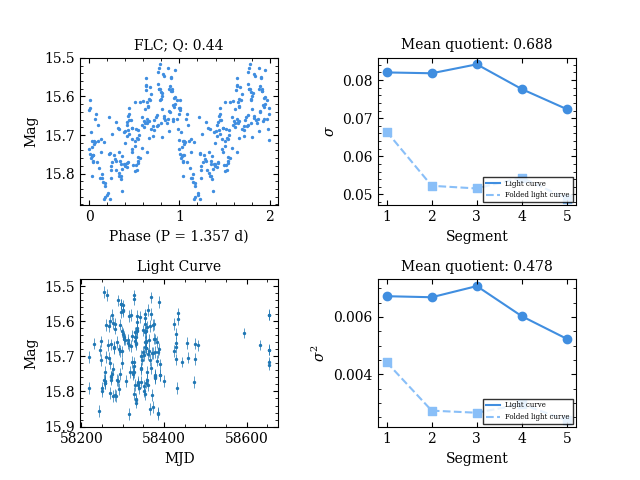 FLC; Q: 0.44
Mag
15.5
15.6
15.7
15.8
0
1
2
Phase (P = 1.357 d)
Mean quotient: 0.688
σ
0.08
0.07
0.06
0.05
Light curve
Folded light curve
1
2
3
4
5
Segment
Light Curve
Mag
15.5
15.6
15.7
15.8
15.9
58200
58400
58600
MJD
Mean quotient: 0.478
σ²
0.006
0.004
Light curve
Folded light curve
1
2
3
4
5
Segment